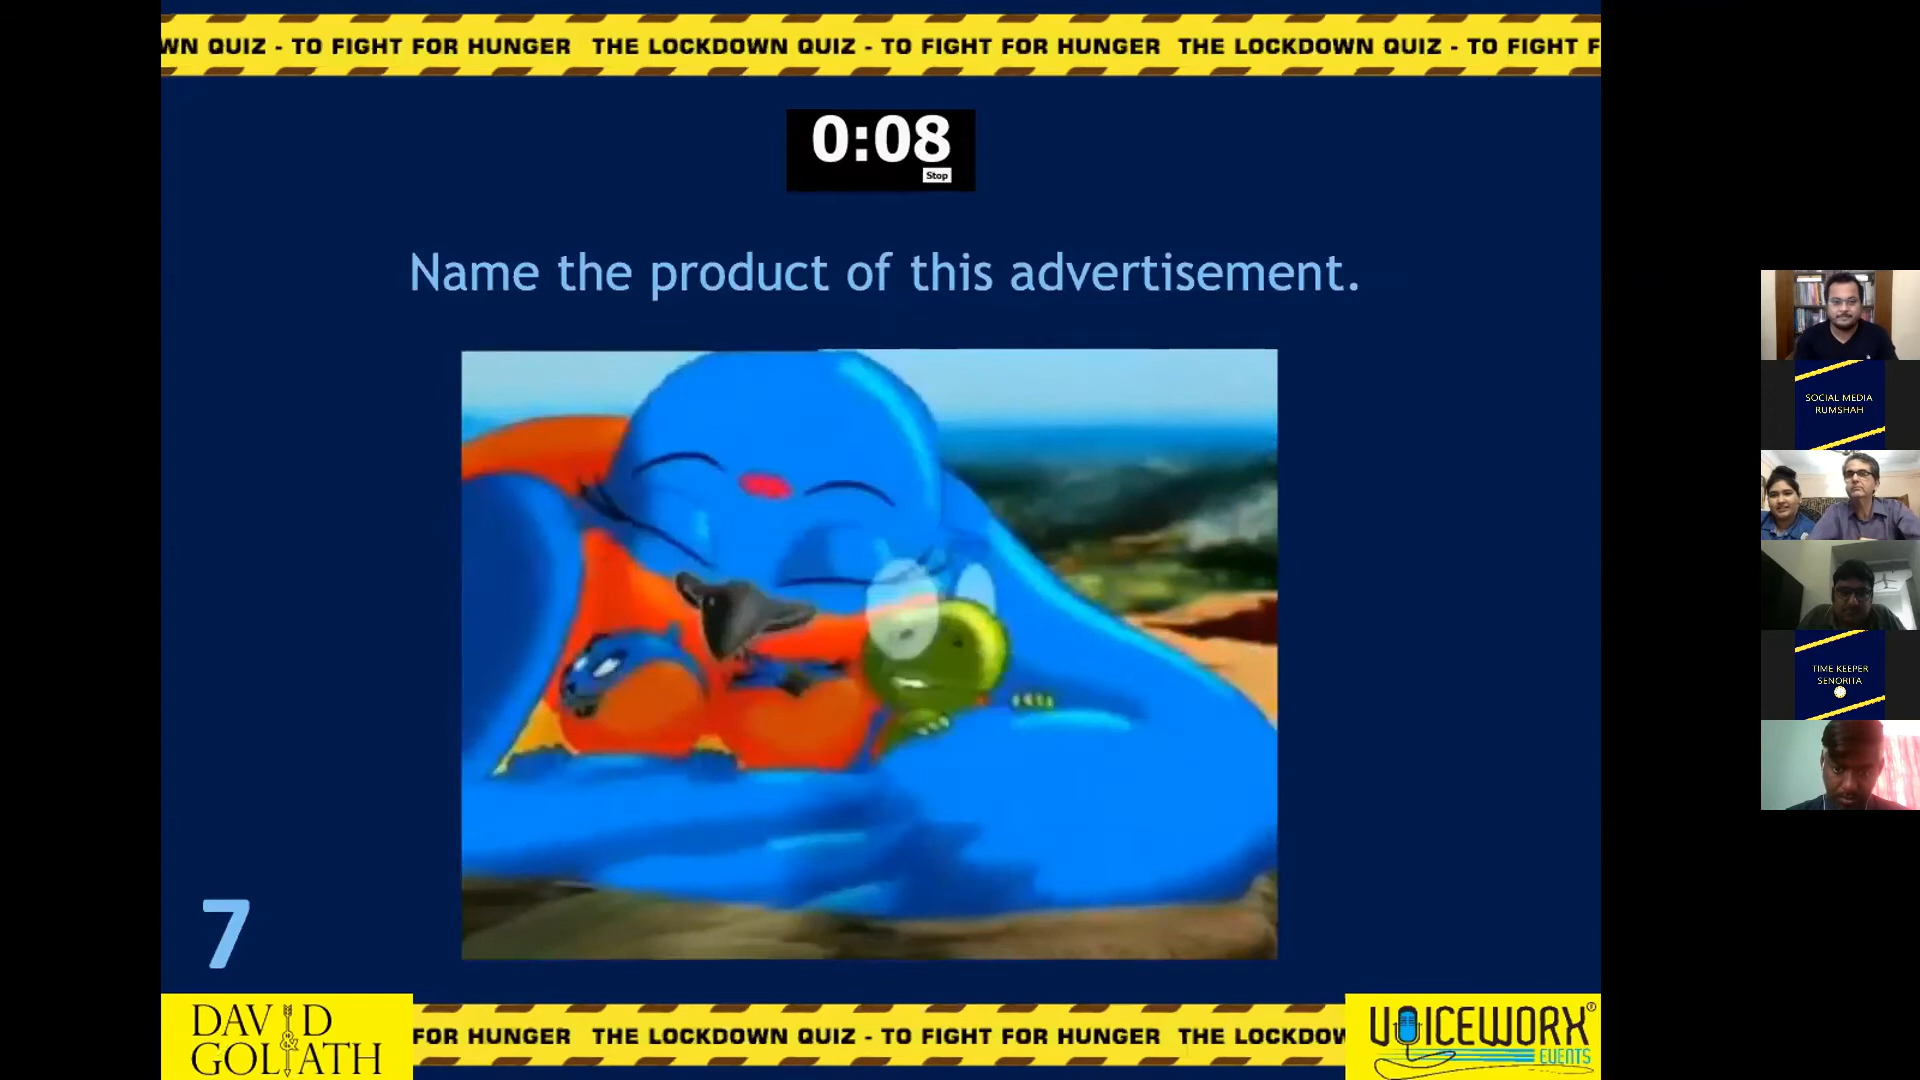 WN QUIZ - TO FIGHT FOR HUNGER THE LOCKDOWN QUIZ - TO FIGHT FOR HUNGER THE LOCKDOWN QUIZ - TO FIGHT F
0:08
Stop
Name the product of this advertisement.
SOCIAL MEDIA
RUMSHAH
TIME KEEPER
SENORITA
7
DAVID
&
GOLIATH
FOR HUNGER THE LOCKDOWN QUIZ - TO FIGHT FOR HUNGER THE LOCKDOW
VOICEWORX®
EVENTS